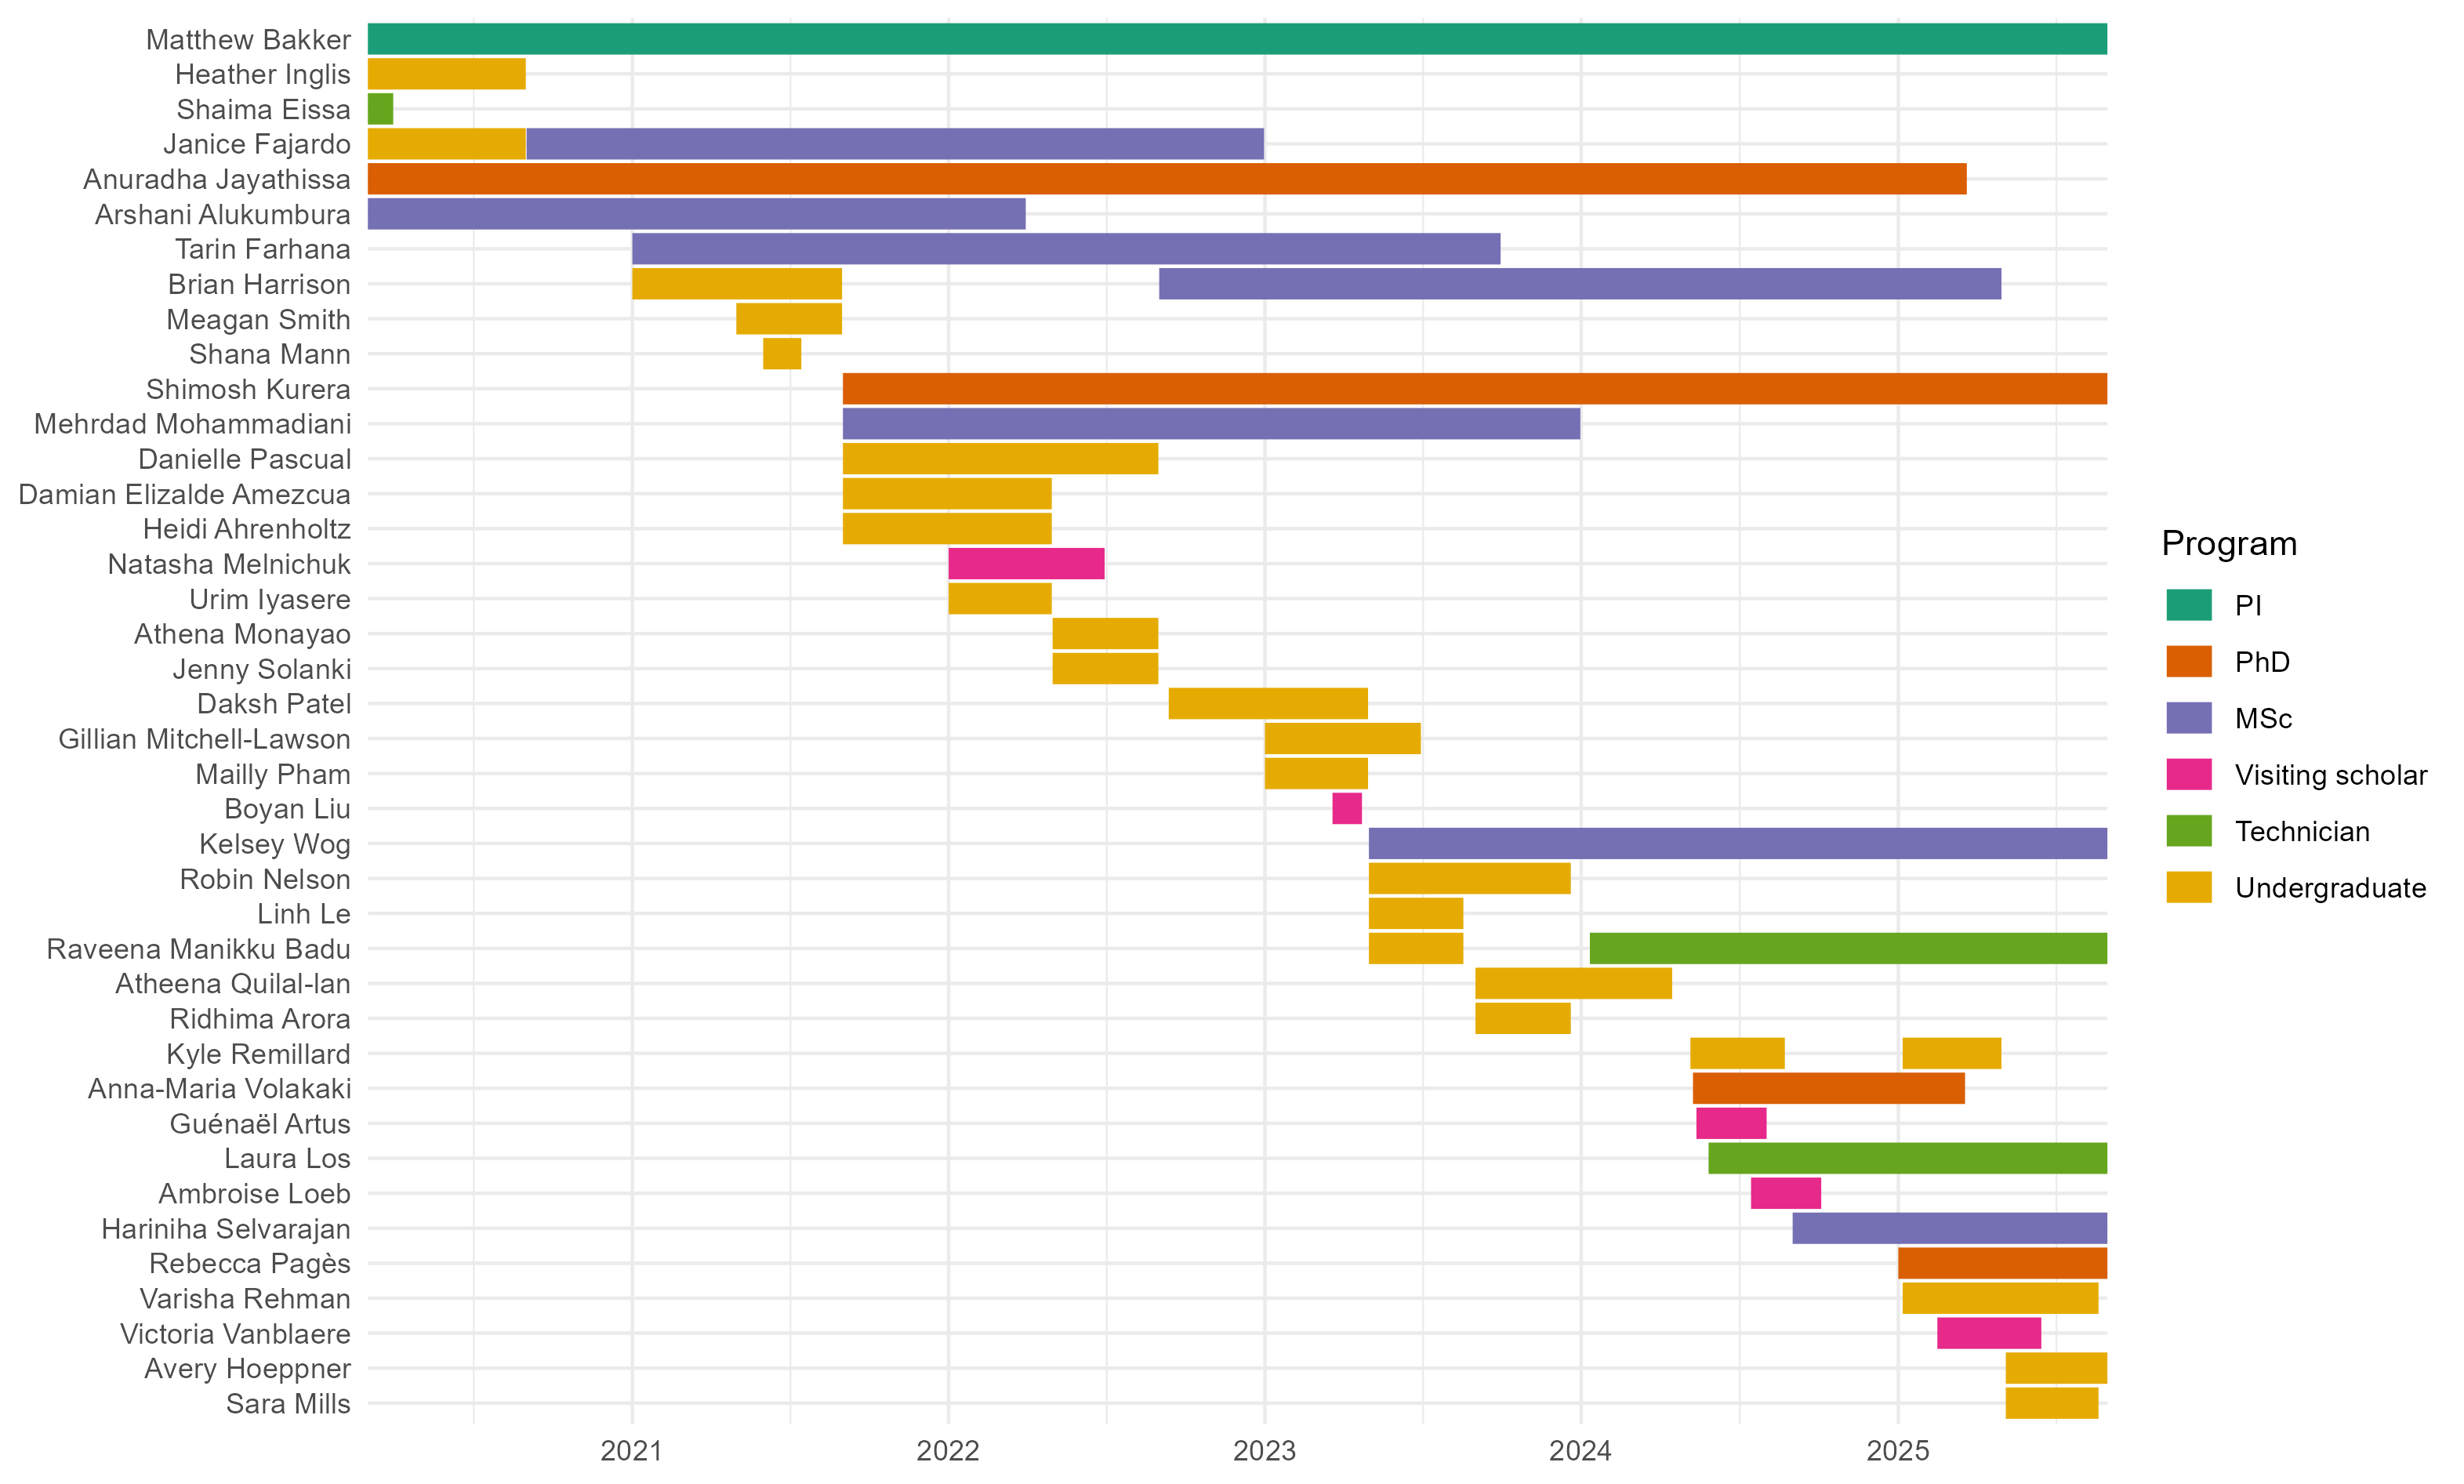 Matthew Bakker
Heather Inglis
Shaima Eissa
Janice Fajardo
Anuradha Jayathissa
Arshani Alukumbura
Tarin Farhana
Brian Harrison
Meagan Smith
Shana Mann
Shimosh Kurera
Mehrdad Mohammadiani
Danielle Pascual
Damian Elizalde Amezcua
Heidi Ahrenholtz
Natasha Melnichuk
Urim Iyasere
Athena Monayao
Jenny Solanki
Daksh Patel
Gillian Mitchell-Lawson
Mailly Pham
Boyan Liu
Kelsey Wog
Robin Nelson
Linh Le
Raveena Manikku Badu
Atheena Quilal-lan
Ridhima Arora
Kyle Remillard
Anna-Maria Volakaki
Guénaël Artus
Laura Los
Ambroise Loeb
Hariniha Selvarajan
Rebecca Pagès
Varisha Rehman
Victoria Vanblaere
Avery Hoeppner
Sara Mills
2021 2022 2023 2024 2025
Program
PI
PhD
MSc
Visiting scholar
Technician
Undergraduate